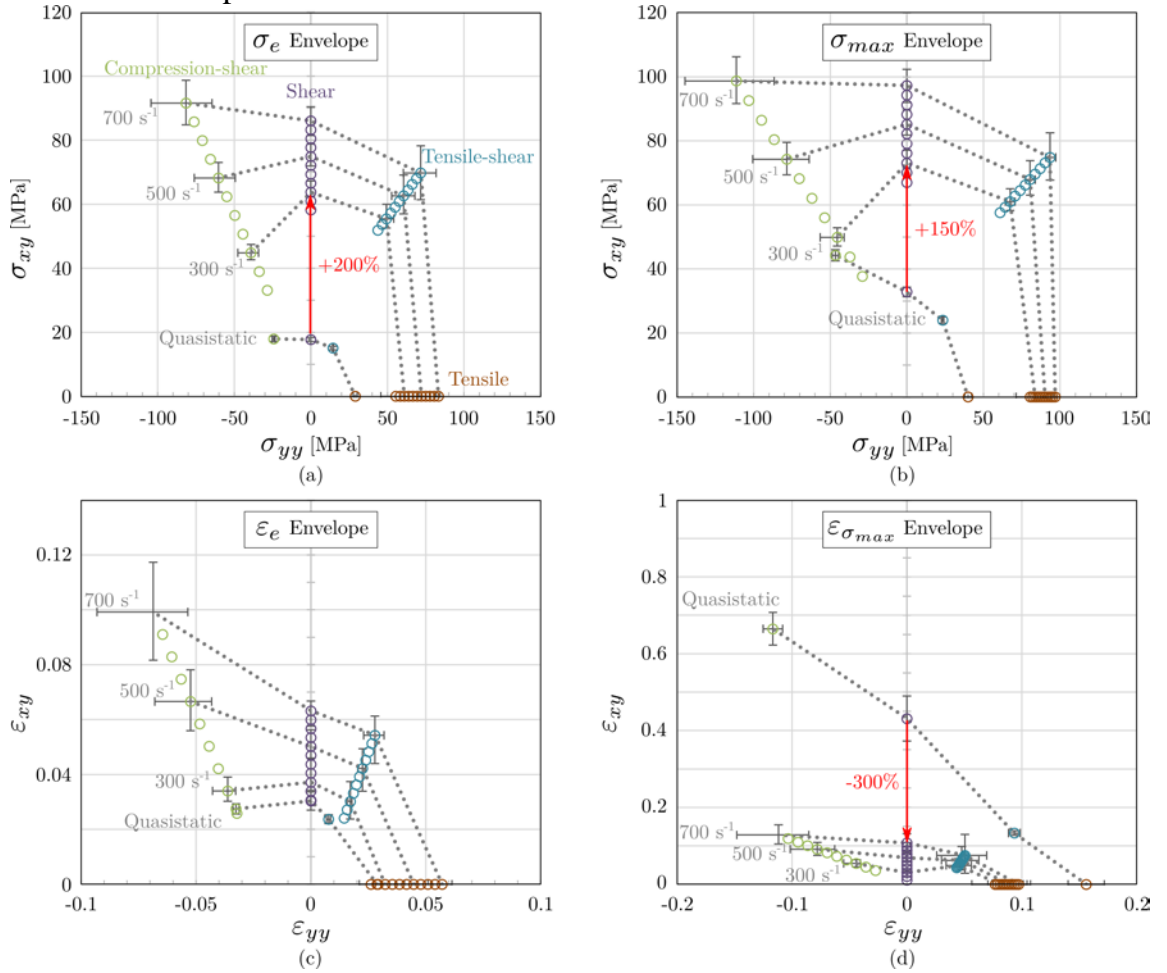 120
100
80
60
40
20
0
σxy [MPa]
σe Envelope
Compression-shear
Shear
700 s-1
Tensile-shear
500 s-1
300 s-1
+200%
Quasistatic
Tensile
-150 -100 -50 0 50 100 150
σyy [MPa]
(a)
120
100
80
60
40
20
0
σxy [MPa]
σmax Envelope
700 s-1
500 s-1
300 s-1
+150%
Quasistatic
-150 -100 -50 0 50 100 150
σyy [MPa]
(b)
0.12
0.08
0.04
0
εxy
εe Envelope
700 s-1
500 s-1
300 s-1
Quasistatic
-0.1 -0.05 0 0.05 0.1
εyy
(c)
1
0.8
0.6
0.4
0.2
0
εxy
εσmax Envelope
Quasistatic
-300%
700 s-1
500 s-1
300 s-1
-0.2 -0.1 0 0.1 0.2
εyy
(d)